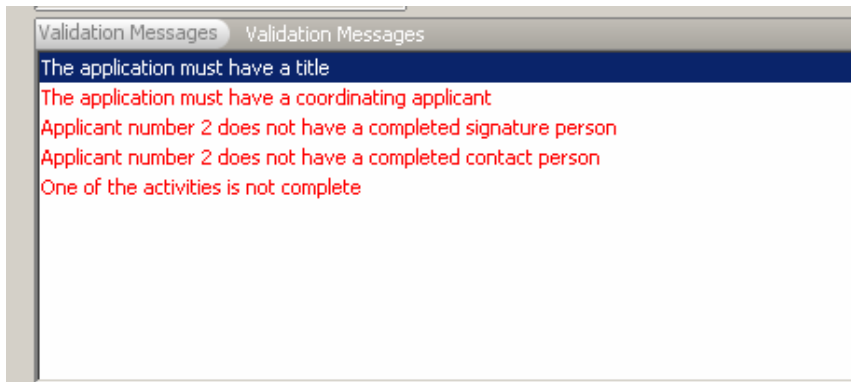 Validation Messages Validation Messages
The application must have a title
The application must have a coordinating applicant
Applicant number 2 does not have a completed signature person
Applicant number 2 does not have a completed contact person
One of the activities is not complete